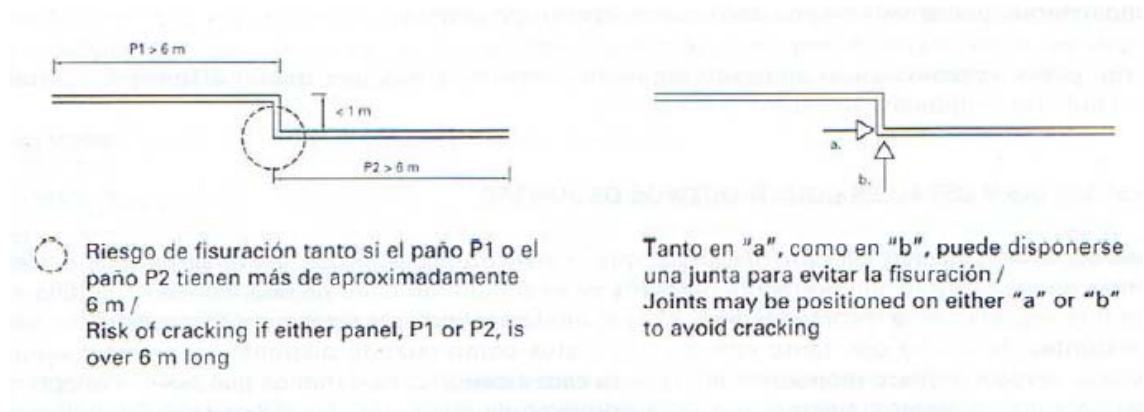 P1 > 6 m
< 1 m
P2 > 6 m
a.
b.
Riesgo de fisuración tanto si el paño P1 o el
paño P2 tienen más de aproximadamente
6 m /
Risk of cracking if either panel, P1 or P2, is
over 6 m long
Tanto en "a", como en "b", puede disponerse
una junta para evitar la fisuración /
Joints may be positioned on either "a" or "b"
to avoid cracking